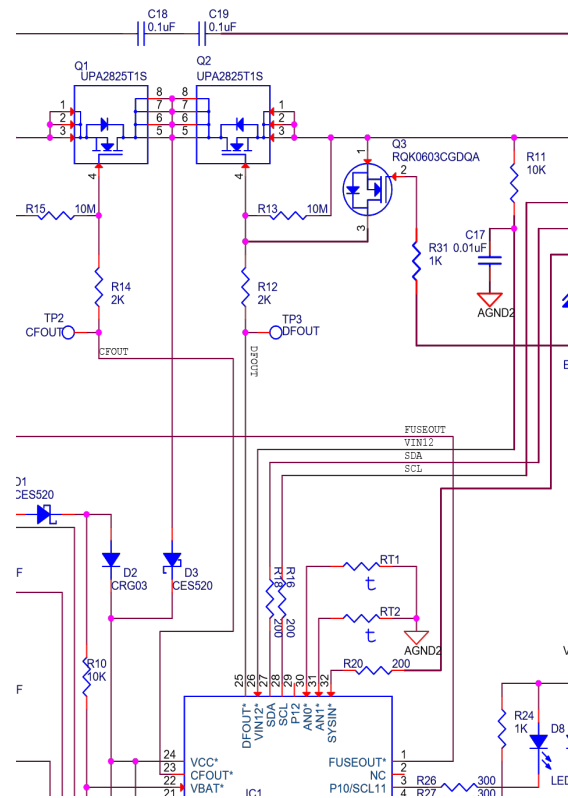 C18
0.1uF
C19
0.1uF
Q1
UPA2825T1S
Q2
UPA2825T1S
1
2
3
8
7
6
5
8
7
6
5
1
2
3
4
4
Q3
RQK0603CGDQA
1
2
3
R11
10K
R15
10M
R13
10M
R31
1K
C17
0.01uF
AGND2
R14
2K
R12
2K
TP2
CFOUT
TP3
DFOUT
CFOUT
DFOUT
FUSEOUT
VIN12
SDA
SCL
D1
CES520
D2
CRG03
D3
CES520
F
F
R18
R16
200
200
RT1
t
RT2
t
AGND2
R20
200
R10
10K
25
26
27
28
29
30
31
32
DFOUT*
VIN12*
SDA
SCL
P12
AN0*
AN1*
SYSIN*
24
VCC*
23
CFOUT*
22
VBAT*
21
IC1
FUSEOUT*
1
NC
2
P10/SCL11
3
4
R26
300
R27
300
R24
1K
D8
LED